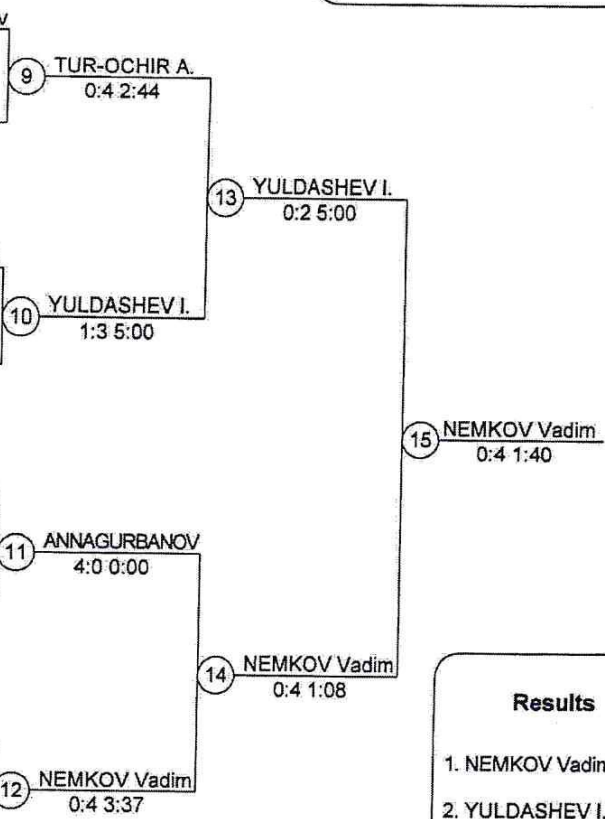 9 TUR-OCHIR A.
0:4 2:44
13 YULDASHEV I.
0:2 5:00
10 YULDASHEV I.
1:3 5:00
15 NEMKOV Vadim
0:4 1:40
11 ANNAGURBANOV
4:0 0:00
14 NEMKOV Vadim
0:4 1:08
Results
1. NEMKOV Vadim
12 NEMKOV Vadim
0:4 3:37
2. YULDASHEV I.